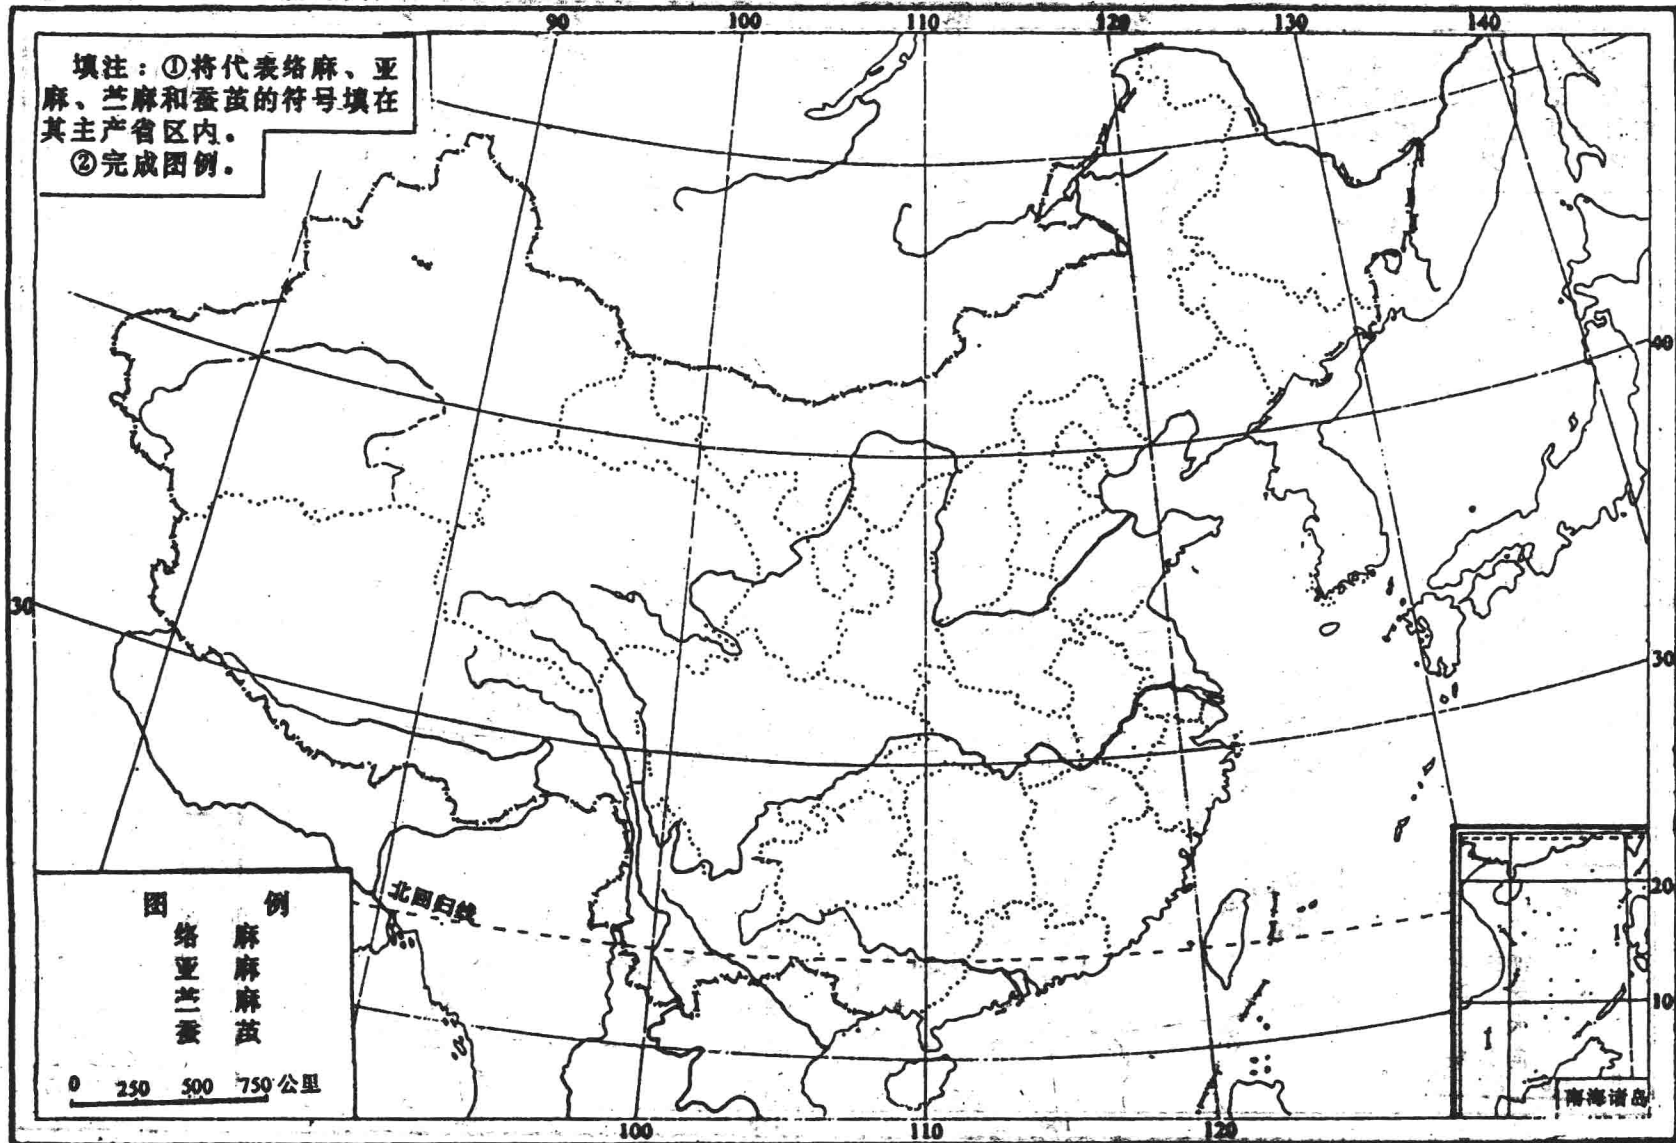 90 100 110 120 130 140
填注：①将代表络麻、亚
麻、苎麻和蚕茧的符号填在
其主产省区内。
②完成图例。
40
30
30
北回归线
图 例
络 麻
亚 麻
苎 麻
蚕 茧
0 250 500 750 公里
20
10
南海诸岛
100 110 120